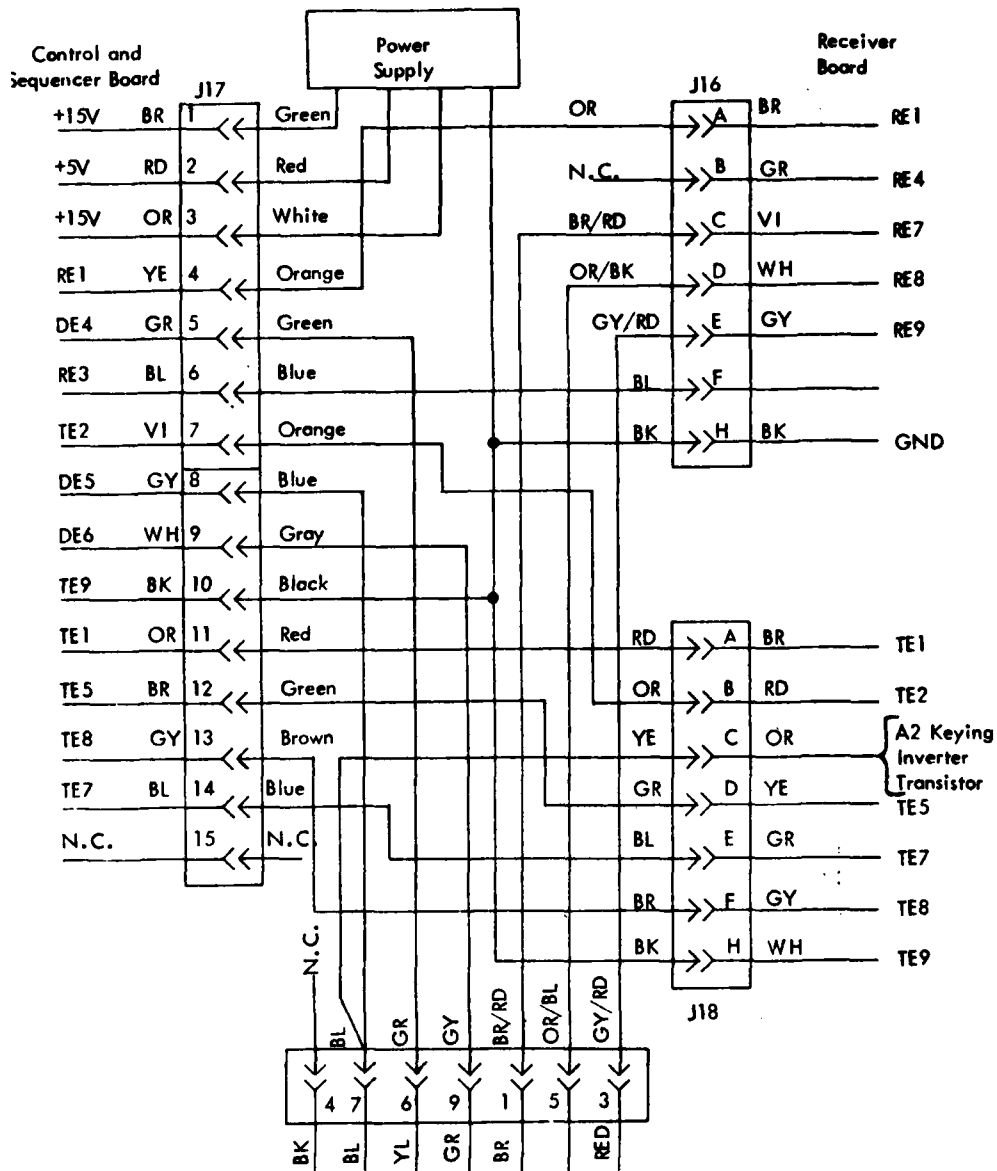 Control and
Sequencer Board
J17
Power
Supply
Receiver
Board
J16
+15V BR 1 Green
OR A BR RE1
+5V RD 2 Red
N.C. B GR RE4
+15V OR 3 White
BR/RD C VI RE7
RE1 YE 4 Orange
OR/BK D WH RE8
DE4 GR 5 Green
GY/RD E GY RE9
RE3 BL 6 Blue
BL F
TE2 VI 7 Orange
BK H BK GND
DE5 GY 8 Blue
DE6 WH 9 Gray
TE9 BK 10 Black
TE1 OR 11 Red
RD A BR TE1
TE5 BR 12 Green
OR B RD TE2
TE8 GY 13 Brown
YE C OR
A2 Keying
Inverter
Transistor
TE7 BL 14 Blue
GR D YE TE5
N.C. 15 N.C.
BL E GR TE7
BR F GY TE8
BK H WH TE9
J18
N.C. BL GR GY BR/RD OR/BL GY/RD
4 7 6 9 1 5 3
BK BL YL GR BR RED